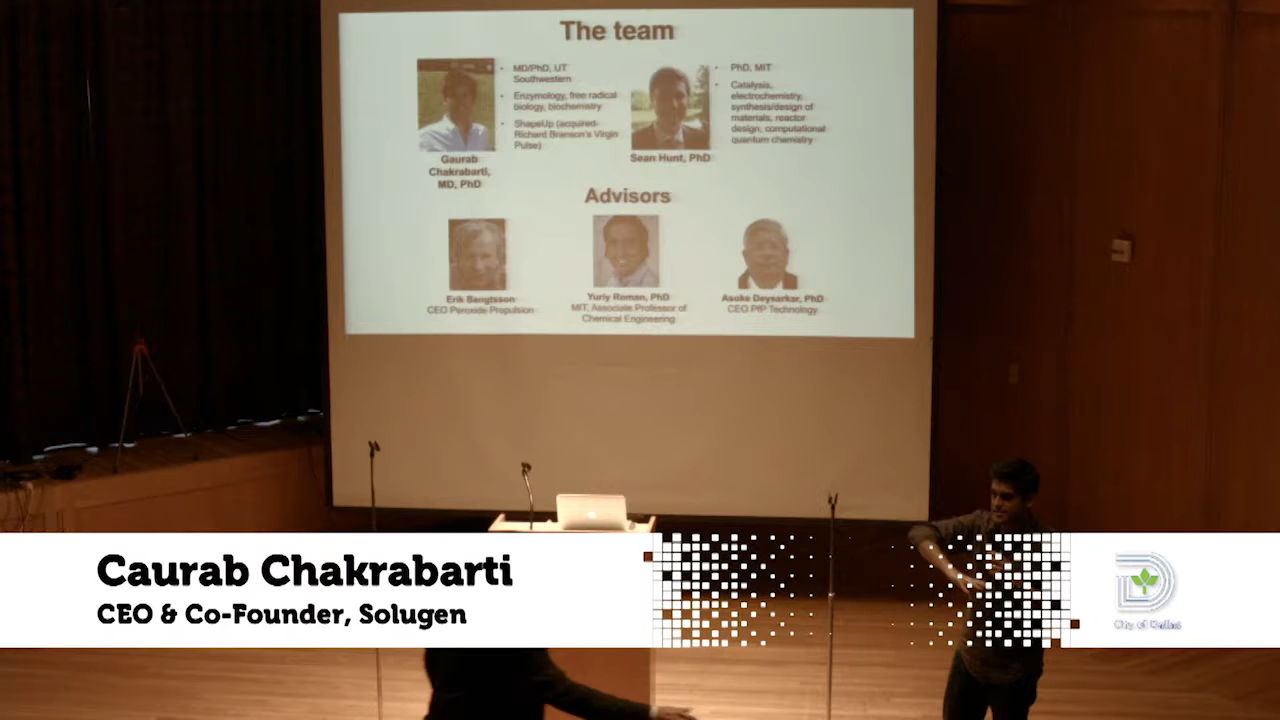 The team
MD/PhD, UT
Southwestern
Enzymology, free radical
biology, biochemistry
ShapeUp (acquired-
Richard Branson's Virgin
Pulse)
Gaurab
Chakrabarti,
MD, PhD
PhD, MIT
Catalysis,
electrochemistry,
synthesis/design of
materials, reactor
design, computational
quantum chemistry
Sean Hunt, PhD
Advisors
Erik Bengtsson
CEO Peroxide Propulsion
Yuriy Roman, PhD
MIT, Associate Professor of
Chemical Engineering
Asoke Deysarkar, PhD
CEO PfP Technology
Caurab Chakrabarti
CEO & Co-Founder, Solugen
City of Dallas